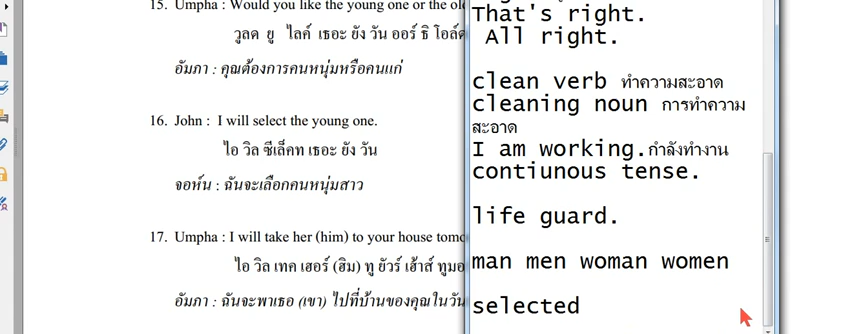 15. Umpha : Would you like the young one or the old
วูลด ยู ไลค์ เธอะ ยัง วัน ออร์ ธิ โอล์ด
อัมภา : คุณต้องการคนหนุ่มหรือคนแก่
16. John : I will select the young one.
ไอ วิล ซีเล็คท เธอะ ยัง วัน
จอห์น : ฉันจะเลือกคนหนุ่มสาว
17. Umpha : I will take her (him) to your house
ไอ วิล เทค เฮอร์ (ฮิม) ทู ยัวร์ เฮ้าส์
อัมภา : ฉันจะพาเธอ (เขา) ไปที่บ้านของคุณในวัน
That's right.
All right.
clean verb ทำความสะอาด
cleaning noun การทำความ
สะอาด
I am working.กำลังทำงาน
contiunous tense.
life guard.
man men woman women
selected